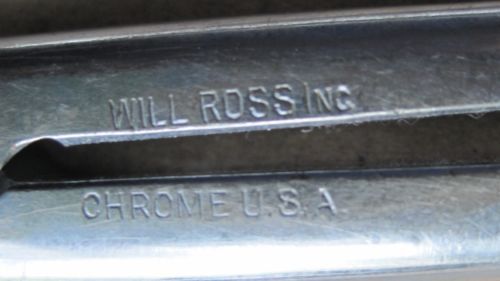 WILL ROSS INC
CHROME U.S.A.